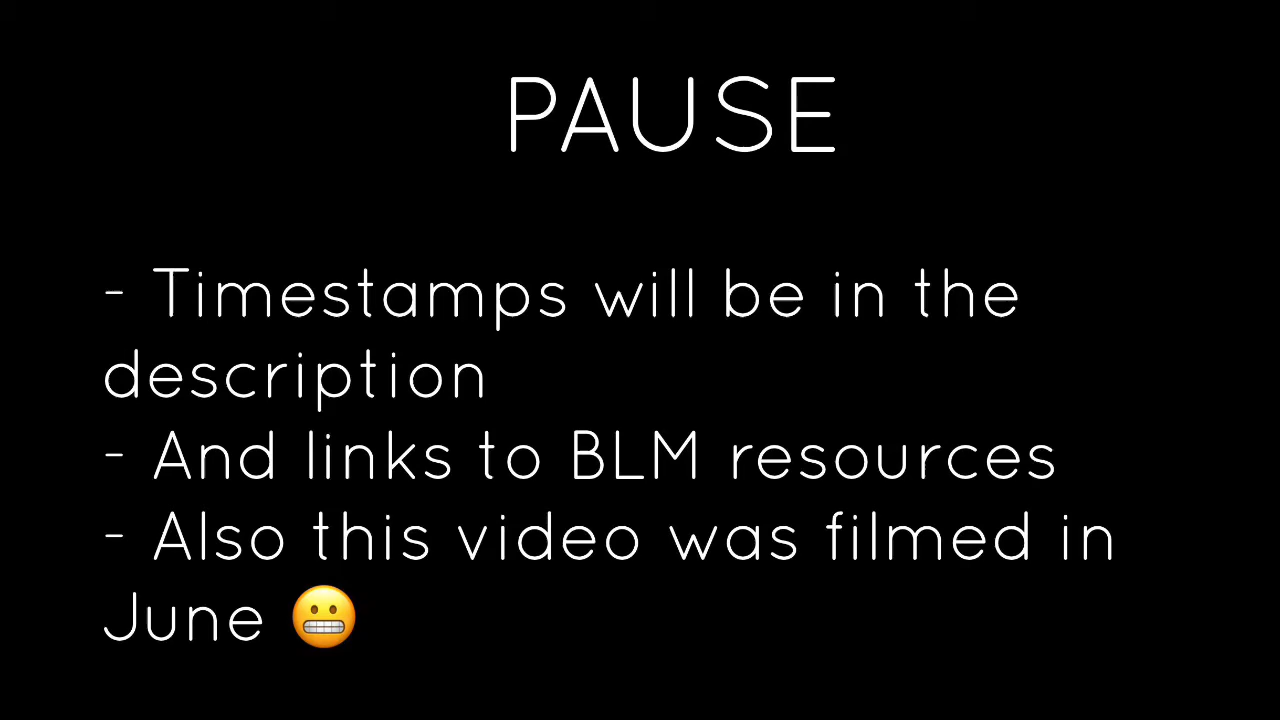 PAUSE
- Timestamps will be in the
description
- And links to BLM resources
- Also this video was filmed in
June 😬